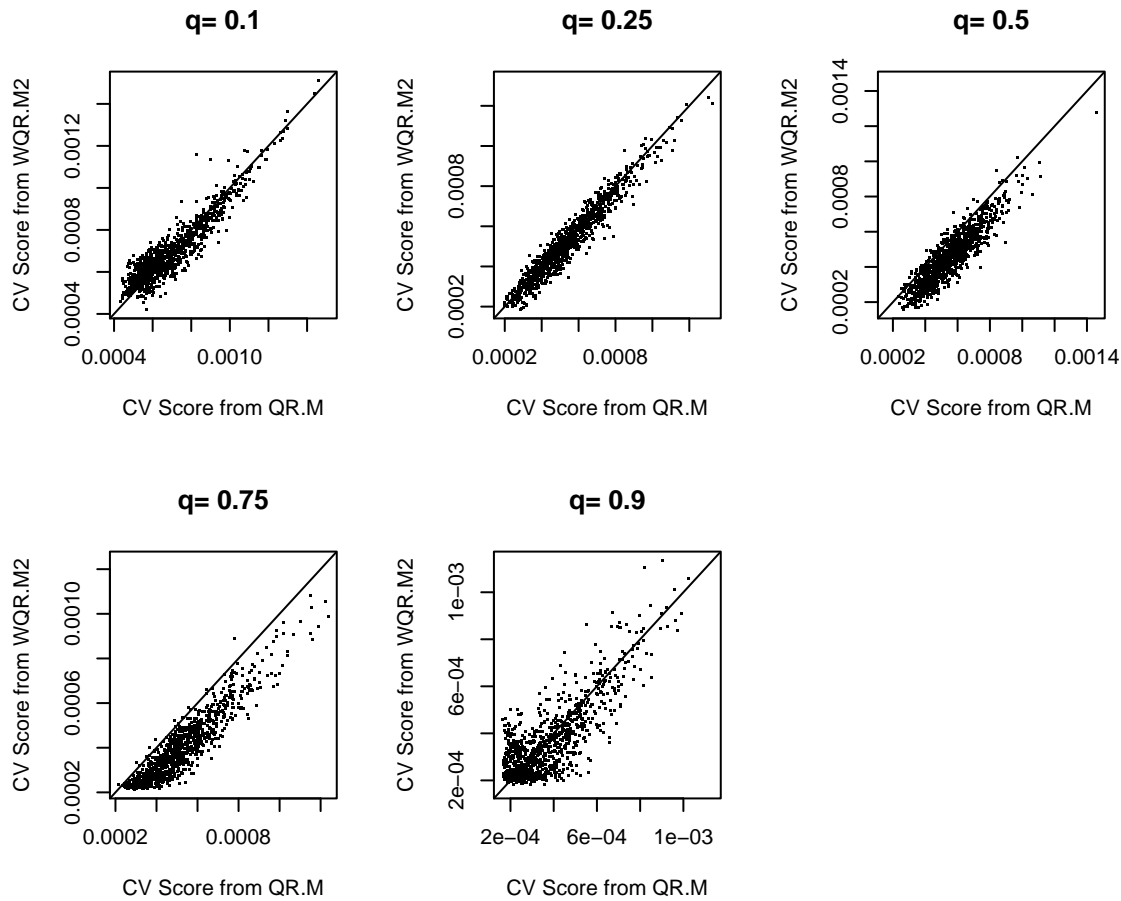 q= 0.1
CV Score from WQR.M2
0.0004 0.0008 0.0012
0.0004 0.0010
CV Score from QR.M
q= 0.25
CV Score from WQR.M2
0.0002 0.0008
0.0002 0.0008
CV Score from QR.M
q= 0.5
CV Score from WQR.M2
0.0002 0.0008 0.0014
0.0002 0.0008 0.0014
CV Score from QR.M
q= 0.75
CV Score from WQR.M2
0.0002 0.0006 0.0010
0.0002 0.0008
CV Score from QR.M
q= 0.9
CV Score from WQR.M2
2e−04 6e−04 1e−03
2e−04 6e−04 1e−03
CV Score from QR.M